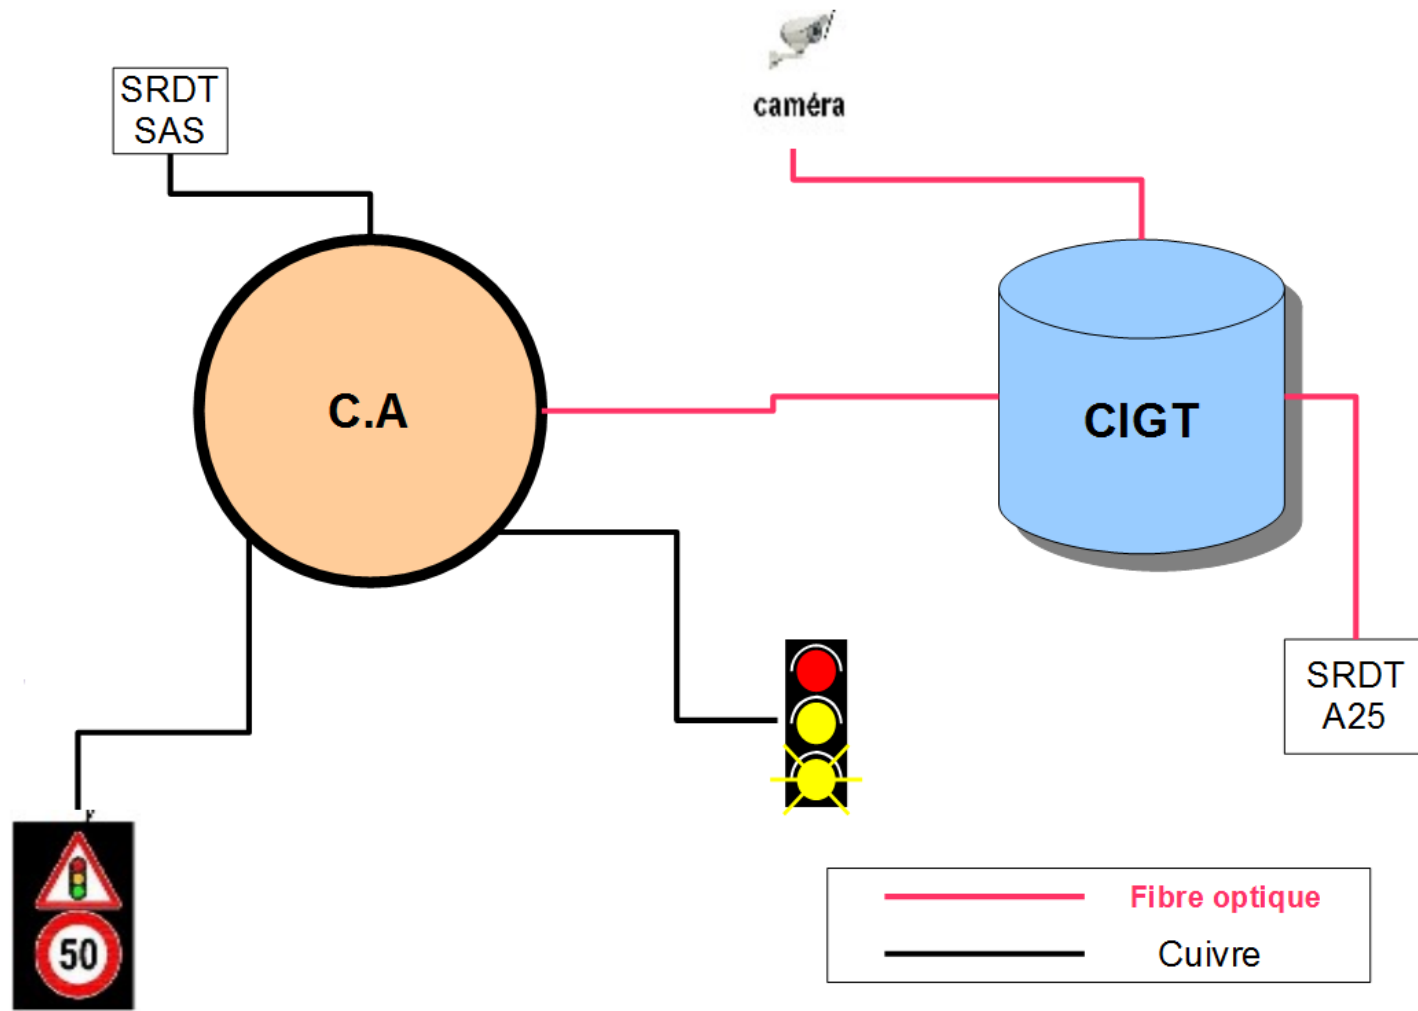 caméra
SRDT
SAS
C.A
CIGT
SRDT
A25
50
Fibre optique
Cuivre